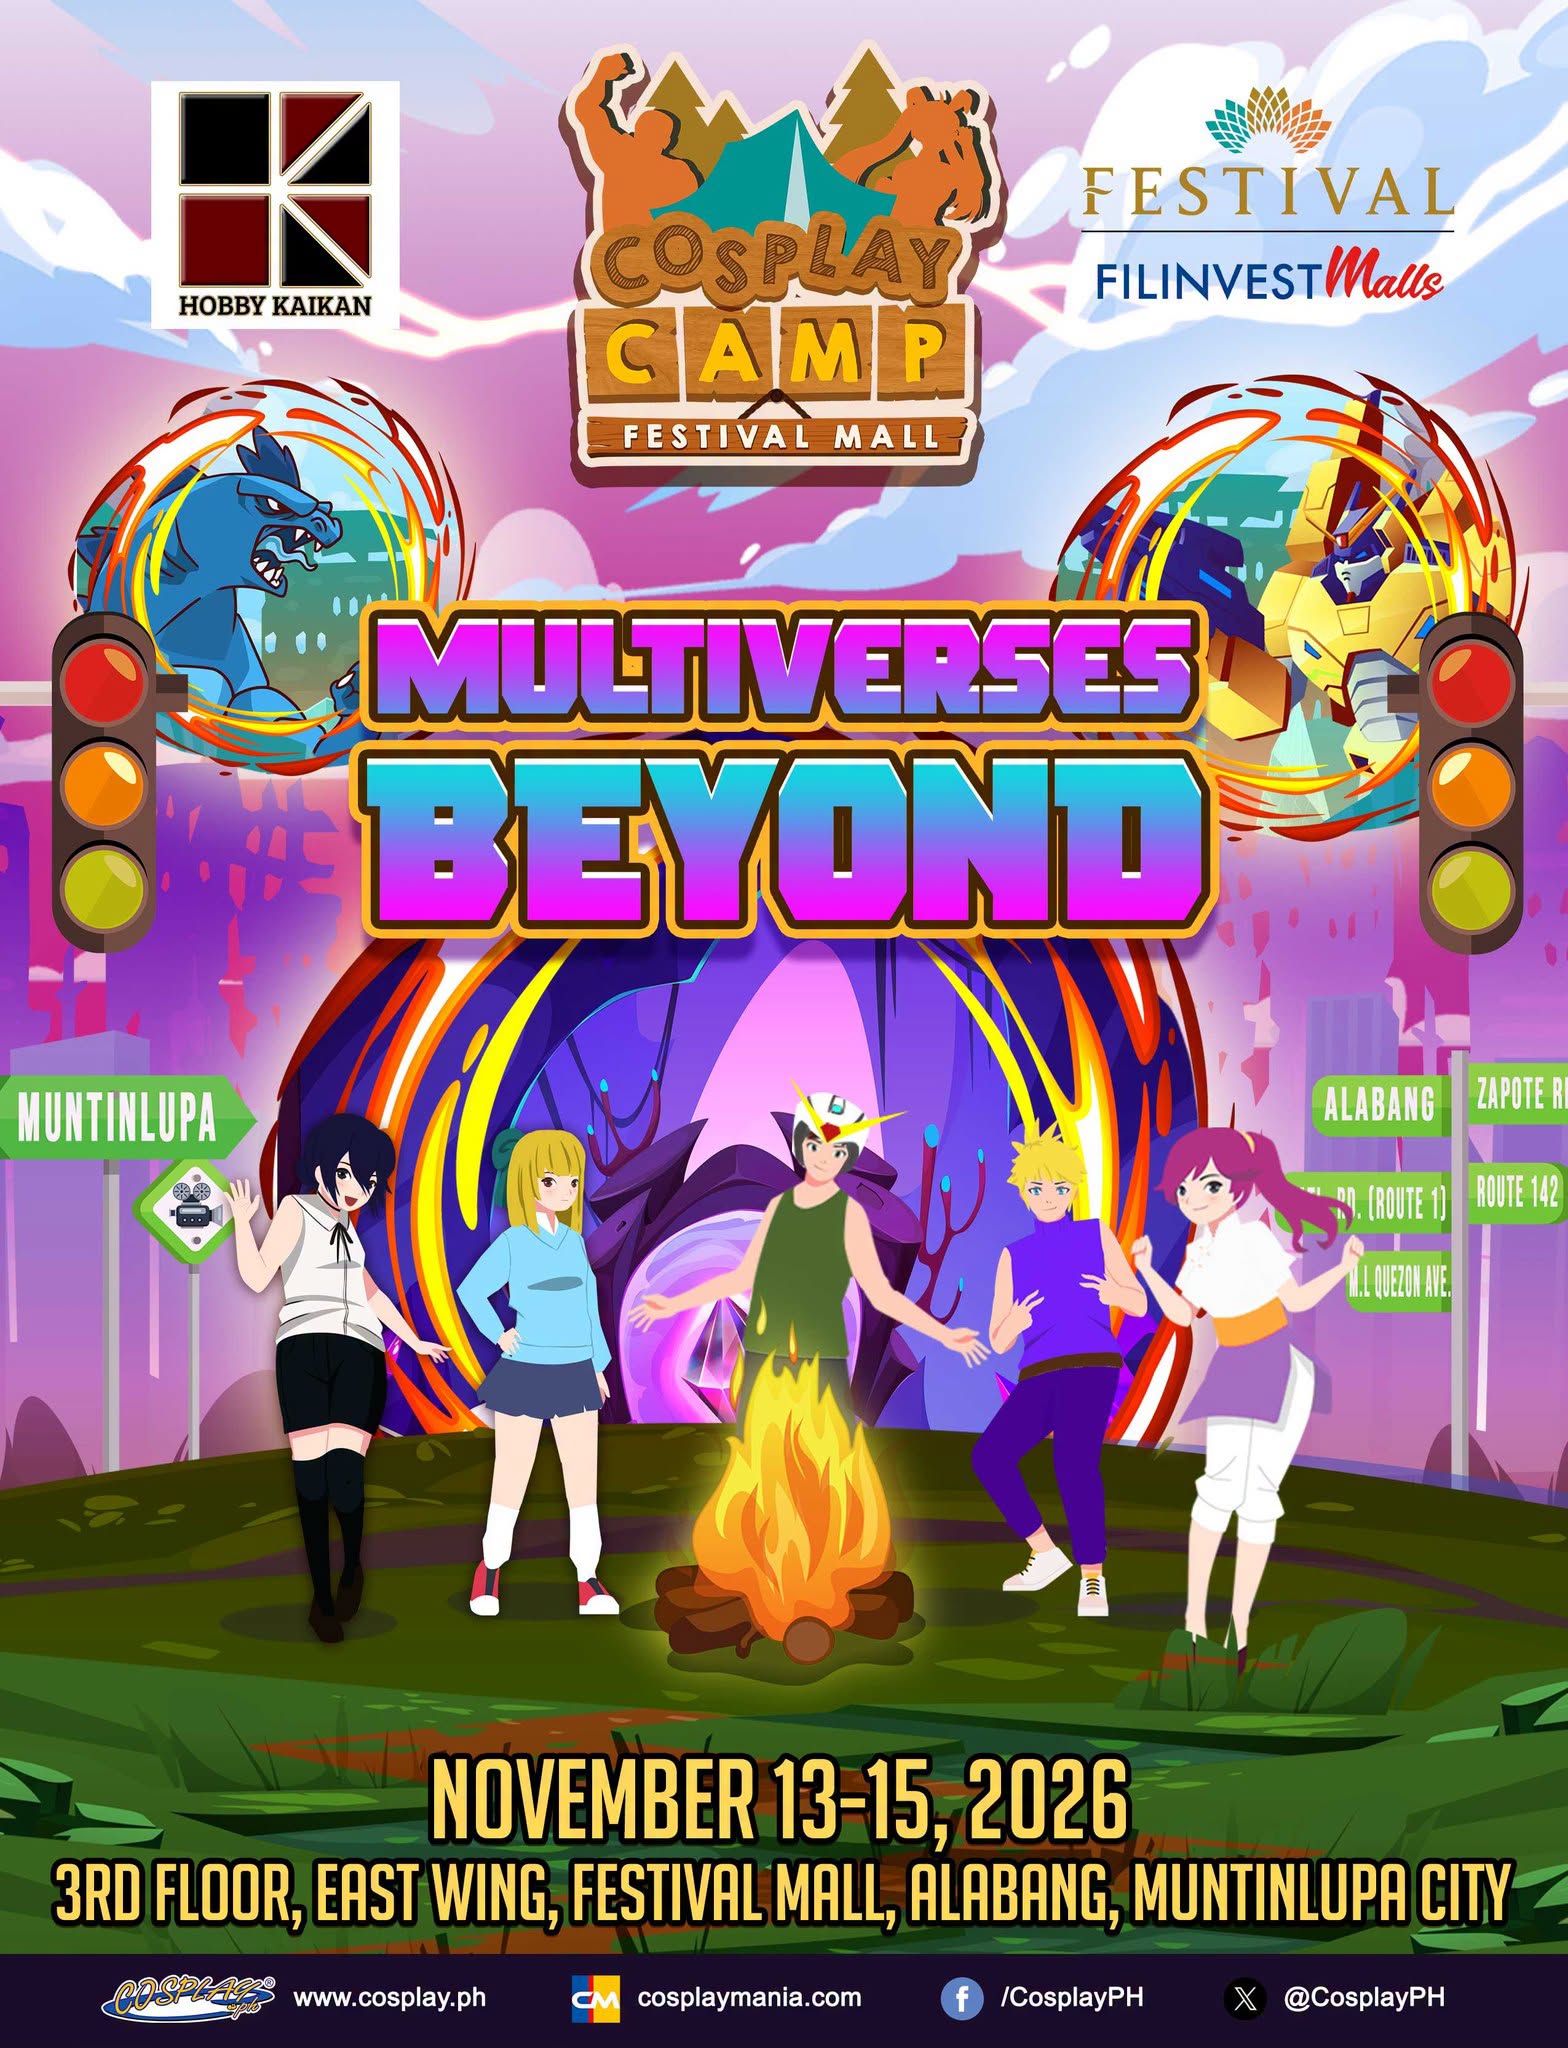 HOBBY KAIKAN
COSPLAY
CAMP
FESTIVAL MALL
FESTIVAL
FILINVEST Malls
MULTIVERSES
BEYOND
MUNTINLUPA
ALABANG
ZAPOTE
RD. (ROUTE 1)
ROUTE 142
M.L QUEZON AVE.
NOVEMBER 13-15, 2026
3RD FLOOR, EAST WING, FESTIVAL MALL, ALABANG, MUNTINLUPA CITY
COSPLAY.ph® www.cosplay.ph CM cosplaymania.com f /CosplayPH X @CosplayPH